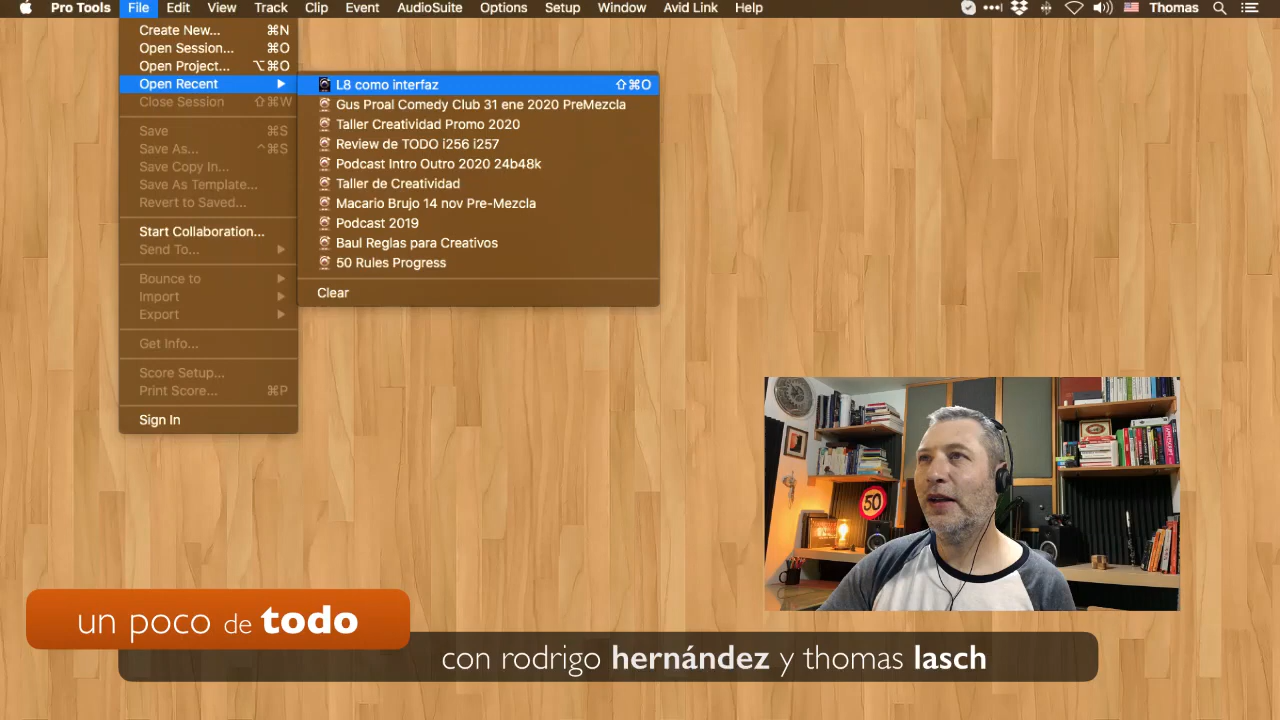 Pro Tools File Edit View Track Clip Event AudioSuite Options Setup Window Avid Link Help Thomas
Create New... ⌘N
Open Session... ⌘O
Open Project... ⌥⌘O
Open Recent
Close Session ⇧⌘W
Save ⌘S
Save As... ^⌘S
Save Copy In...
Save As Template...
Revert to Saved...
Start Collaboration...
Send To...
Bounce to
Import
Export
Get Info...
Score Setup...
Print Score... ⌘P
Sign In
L8 como interfaz ⇧⌘O
Gus Proal Comedy Club 31 ene 2020 PreMezcla
Taller Creatividad Promo 2020
Review de TODO i256 i257
Podcast Intro Outro 2020 24b48k
Taller de Creatividad
Macario Brujo 14 nov Pre-Mezcla
Podcast 2019
Baul Reglas para Creativos
50 Rules Progress
Clear
50
un poco de todo
con rodrigo hernández y thomas lasch